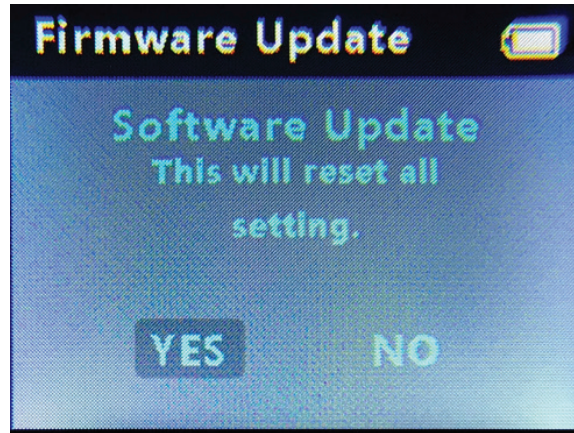 Firmware Update
Software Update
This will reset all
setting.
YES NO